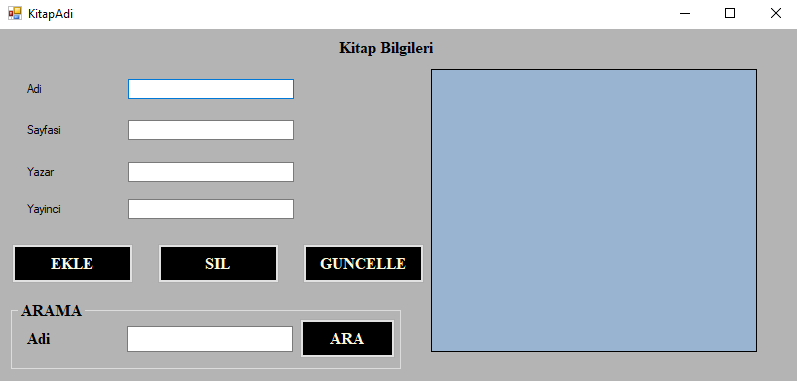 KitapAdi
Kitap Bilgileri
Adi
Sayfasi
Yazar
Yayinci
EKLE SIL GUNCELLE
ARAMA
Adi ARA